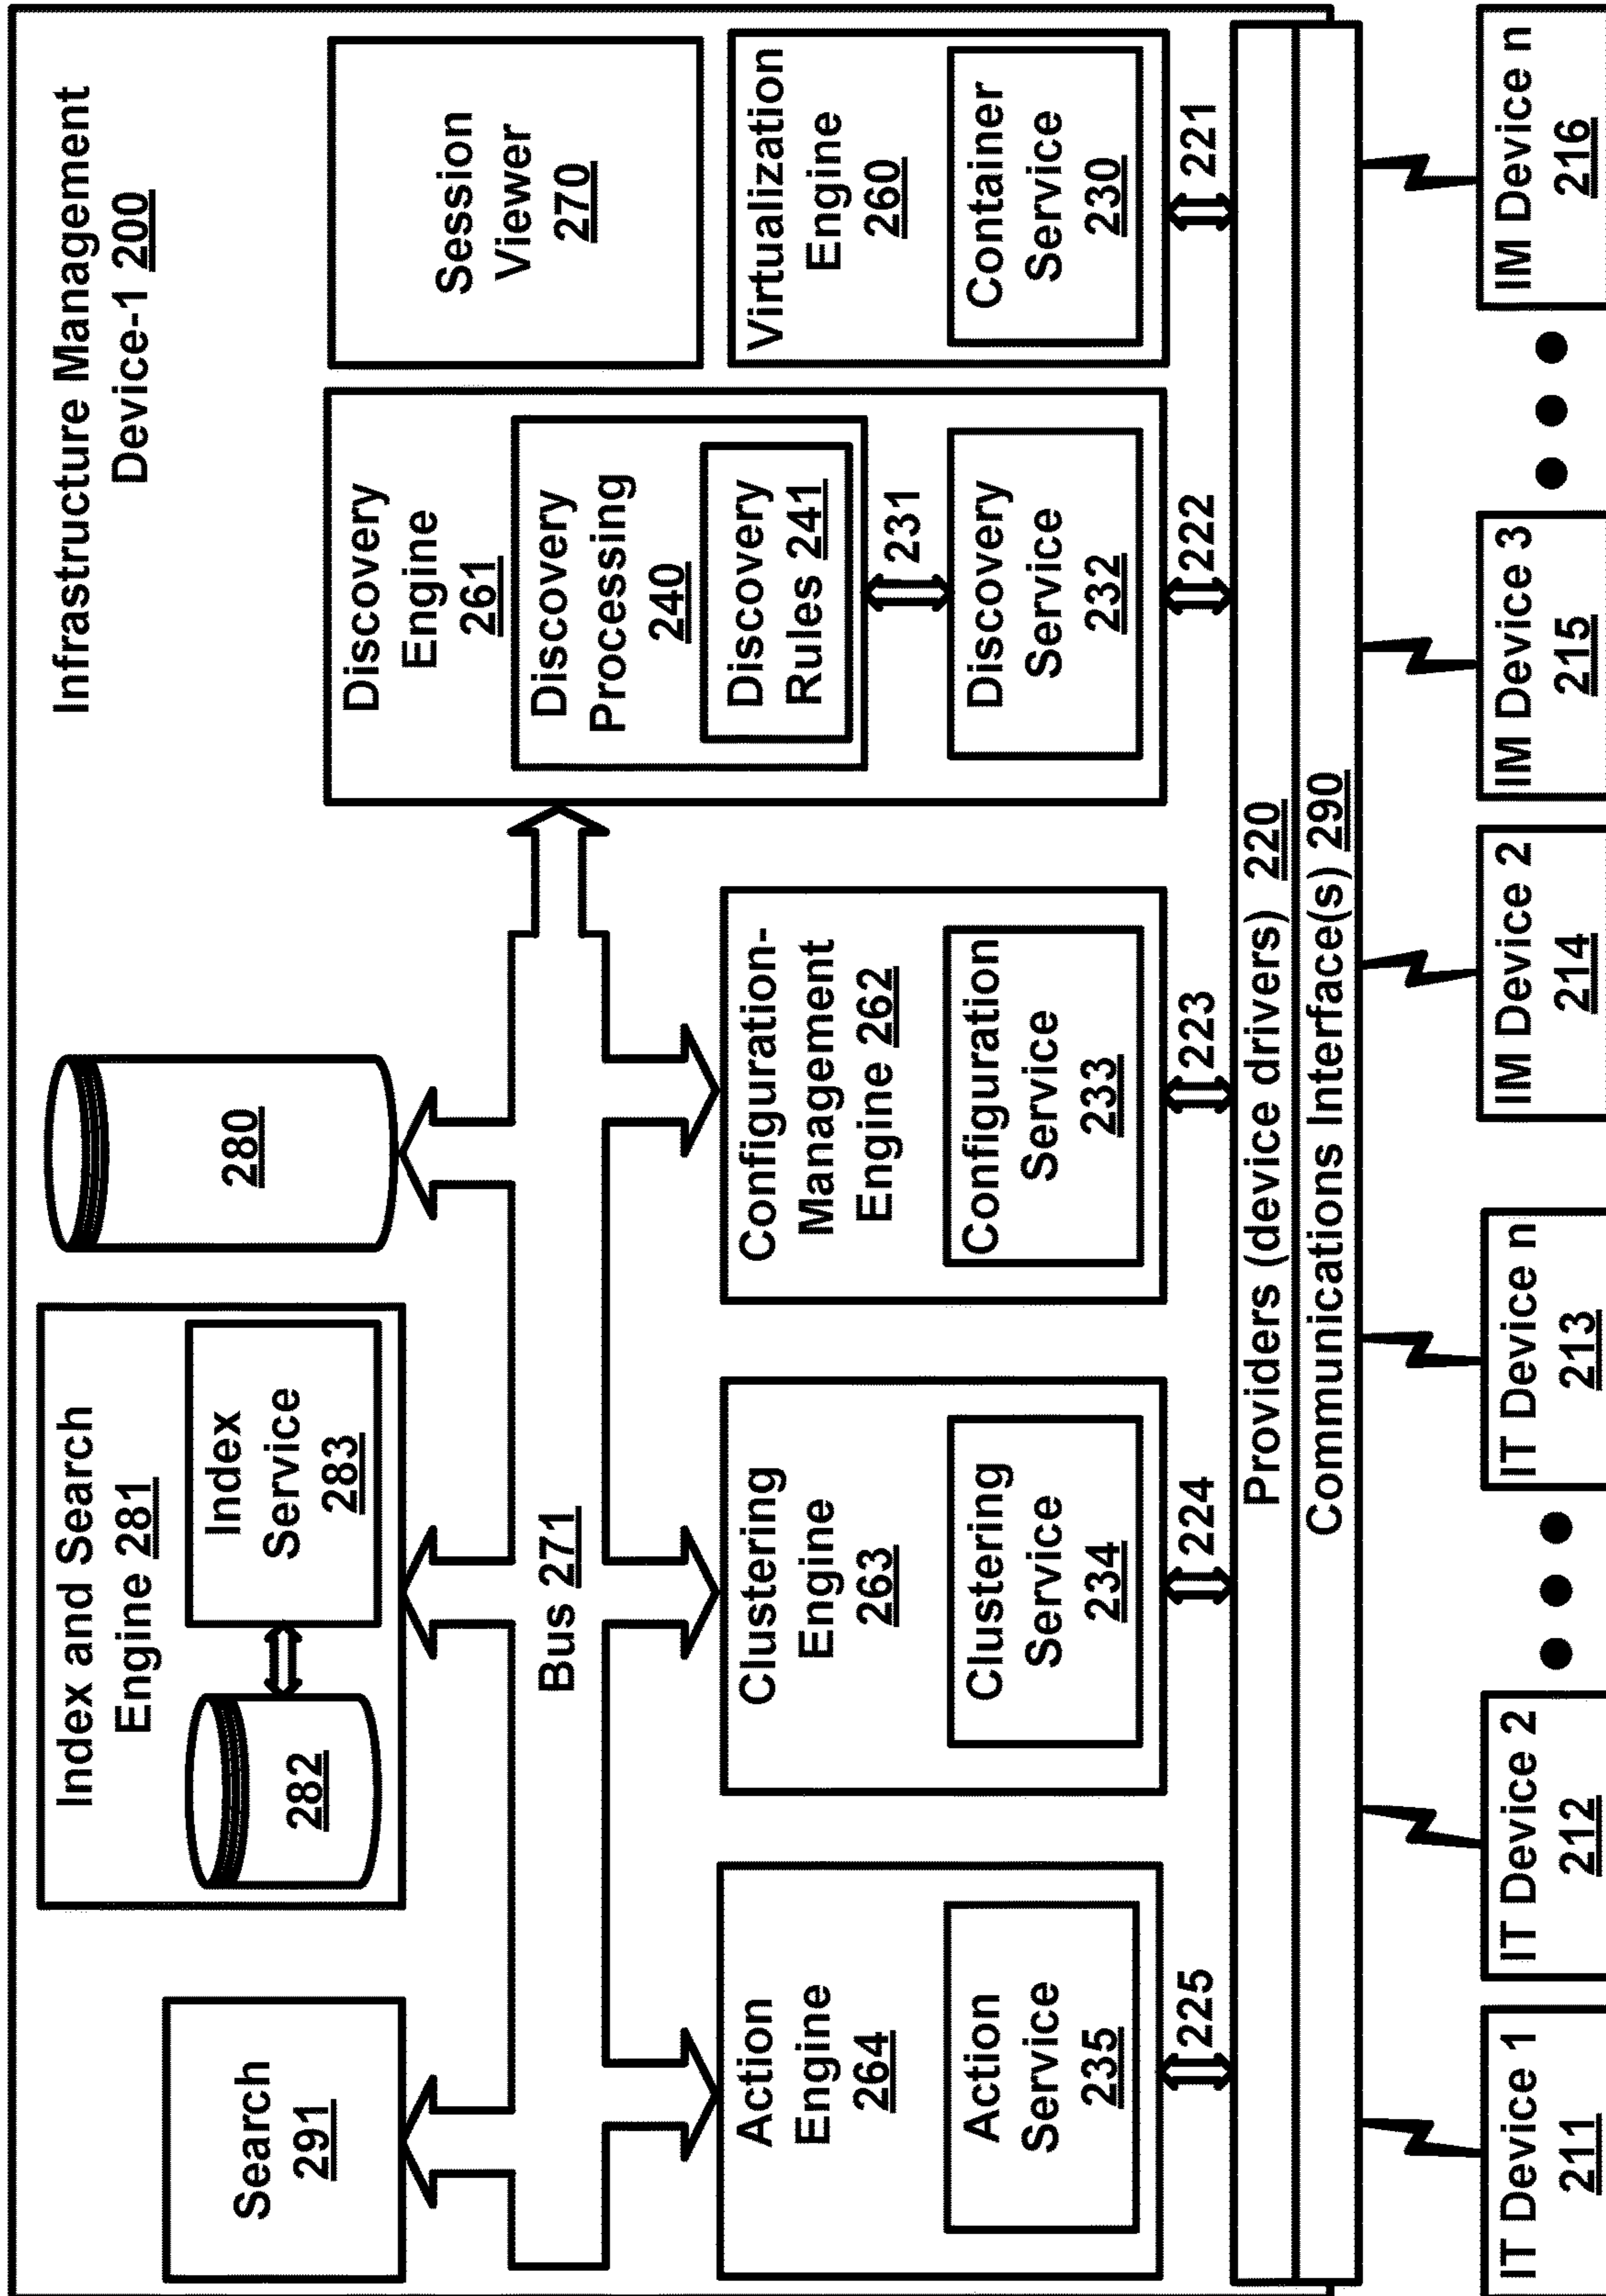 Infrastructure Management
Device-1 200
Search
291
Index and Search
Engine 281
282
Index
Service
283
280
Bus 271
Session
Viewer
270
Discovery
Engine
261
Discovery
Processing
240
Discovery
Rules 241
231
Discovery
Service
232
Virtualization
Engine
260
Container
Service
230
Action
Engine
264
Action
Service
235
Clustering
Engine
263
Clustering
Service
234
Configuration-
Management
Engine 262
Configuration
Service
233
225
224
223
222
221
Providers (device drivers) 220
Communications Interface(s) 290
IT Device 1
211
IT Device 2
212
IT Device n
213
IM Device 2
214
IM Device 3
215
IM Device n
216